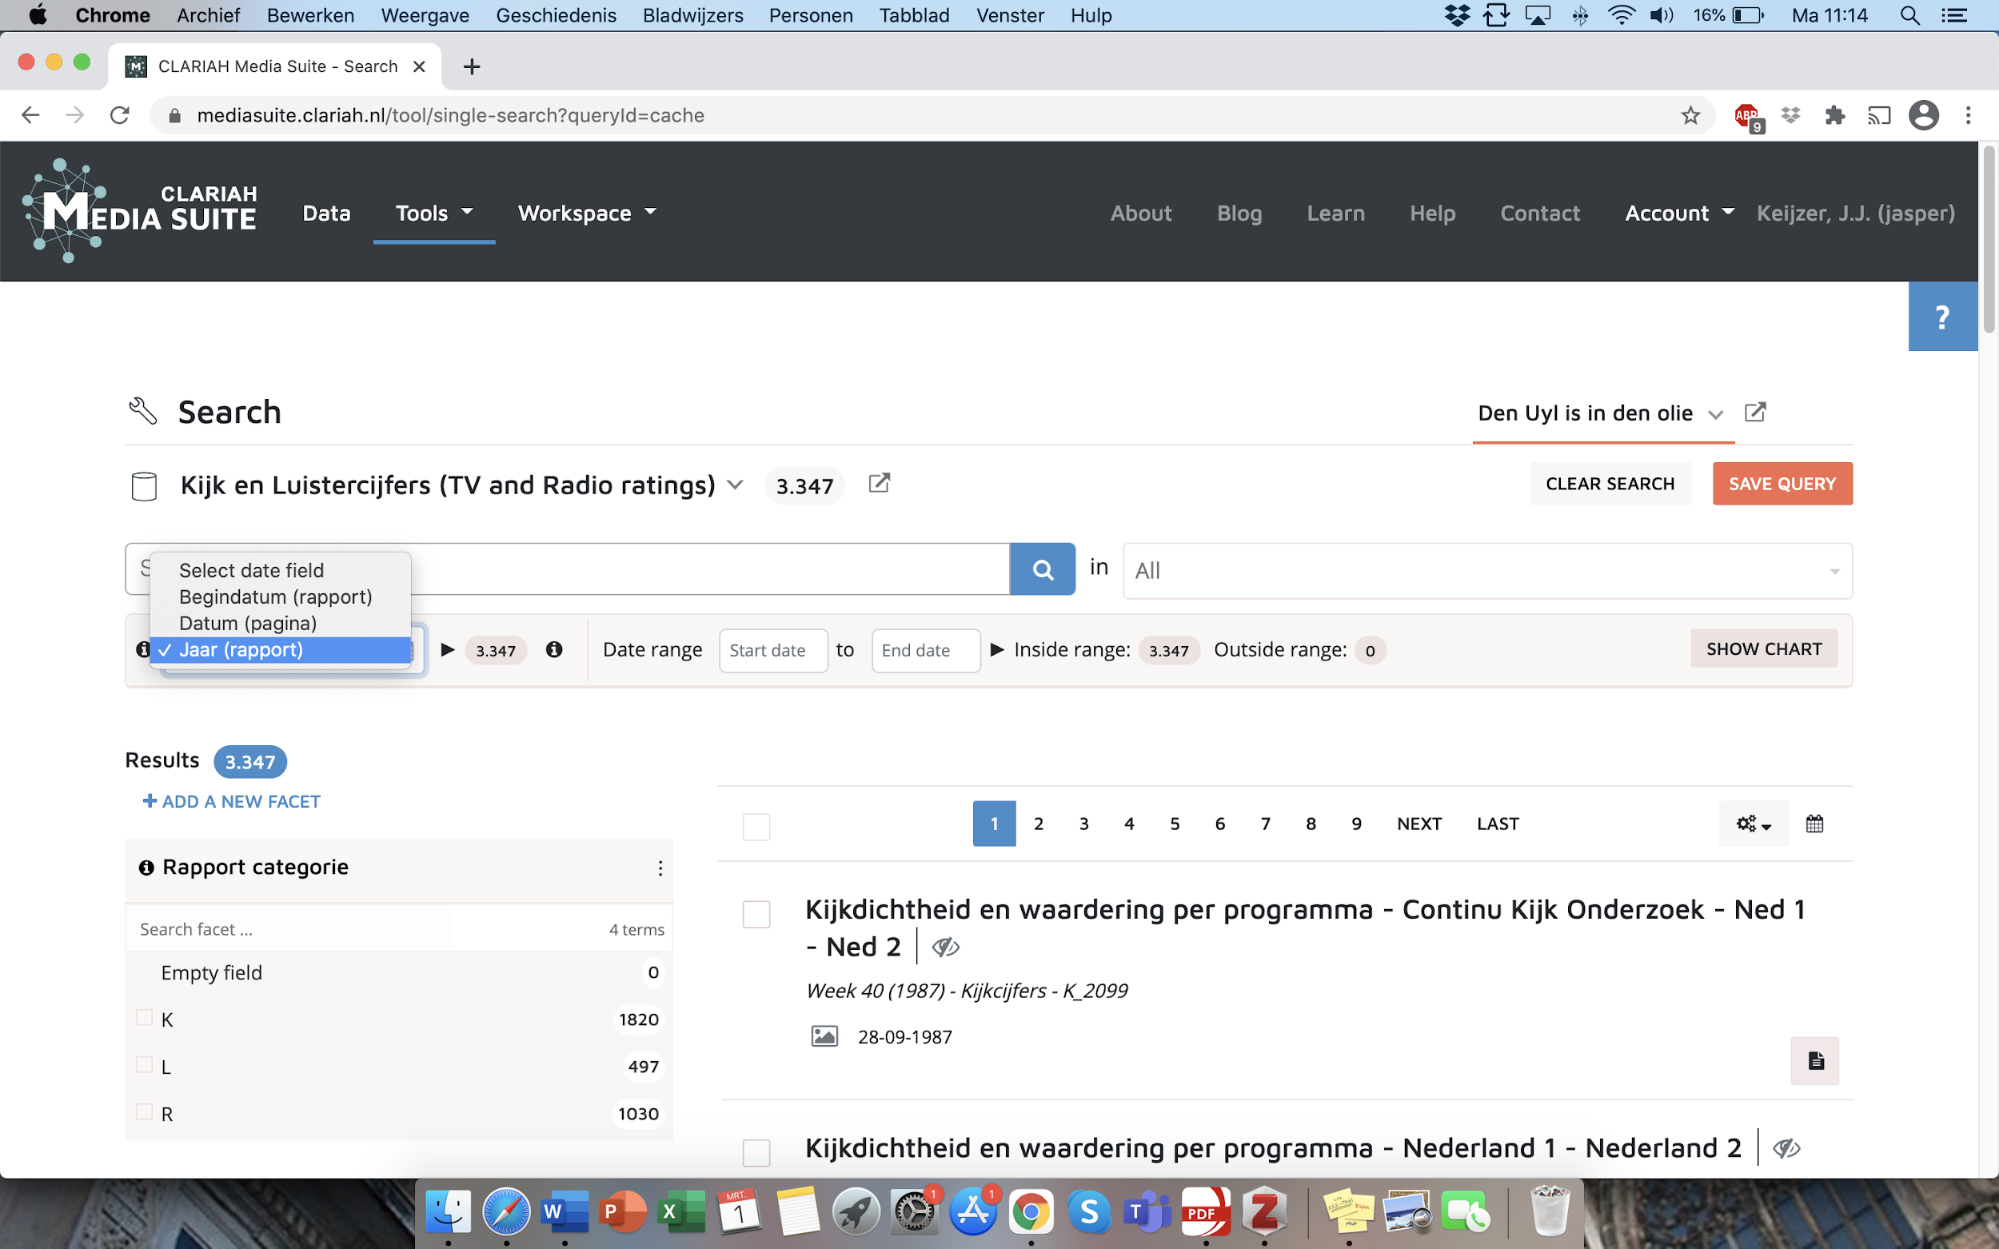 Chrome Archief Bewerken Weergave Geschiedenis Bladwijzers Personen Tabblad Venster Hulp 16% Ma 11:14
CLARIAH Media Suite - Search
mediasuite.clariah.nl/tool/single-search?queryId=cache ABP 9
CLARIAH
MEDIA SUITE
Data Tools Workspace About Blog Learn Help Contact Account Keijzer, J.J. (jasper)
?
Search Den Uyl is in den olie
Kijk en Luistercijfers (TV and Radio ratings) 3.347 CLEAR SEARCH SAVE QUERY
S in All
Select date field
Begindatum (rapport)
Datum (pagina)
✓ Jaar (rapport) 3.347 Date range Start date to End date Inside range: 3.347 Outside range: 0 SHOW CHART
Results 3.347
+ ADD A NEW FACET
1 2 3 4 5 6 7 8 9 NEXT LAST
Rapport categorie
Search facet ... 4 terms
Empty field 0
K 1820
L 497
R 1030
Kijkdichtheid en waardering per programma - Continu Kijk Onderzoek - Ned 1
- Ned 2
Week 40 (1987) - Kijkcijfers - K_2099
28-09-1987
Kijkdichtheid en waardering per programma - Nederland 1 - Nederland 2
W P X MRT. 1 1 1 S T PDF Z